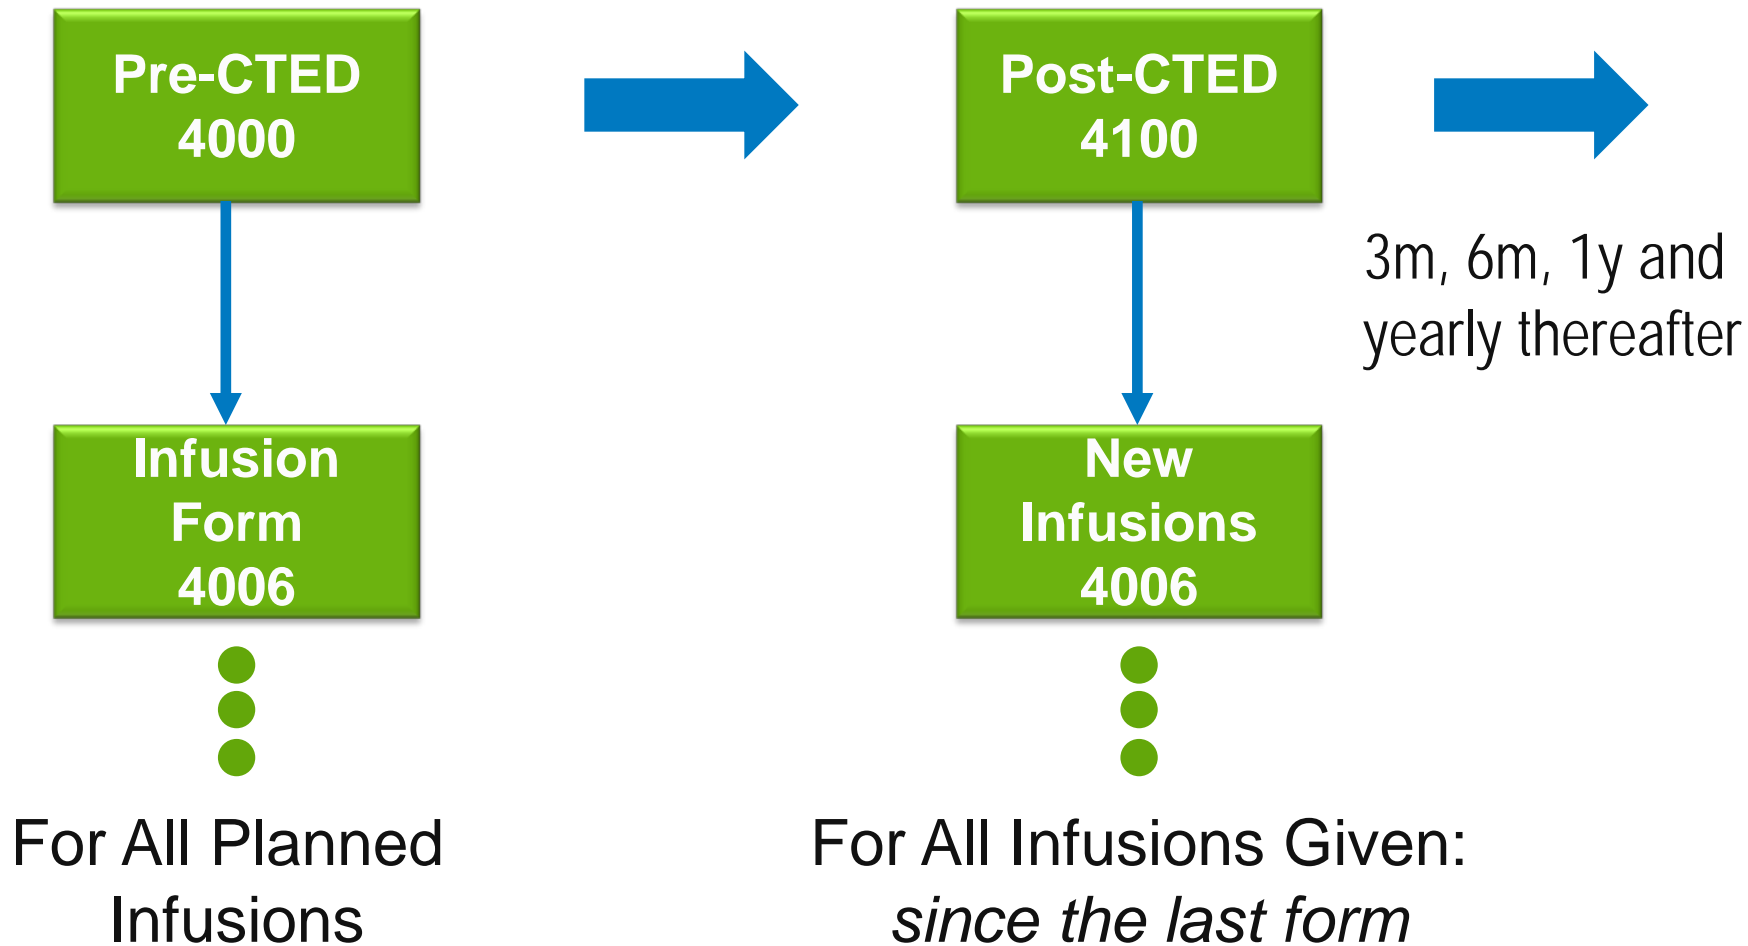 Pre-CTED
4000
Post-CTED
4100
3m, 6m, 1y and
yearly thereafter
Infusion
Form
4006
New
Infusions
4006
For All Planned
Infusions
For All Infusions Given:
since the last form